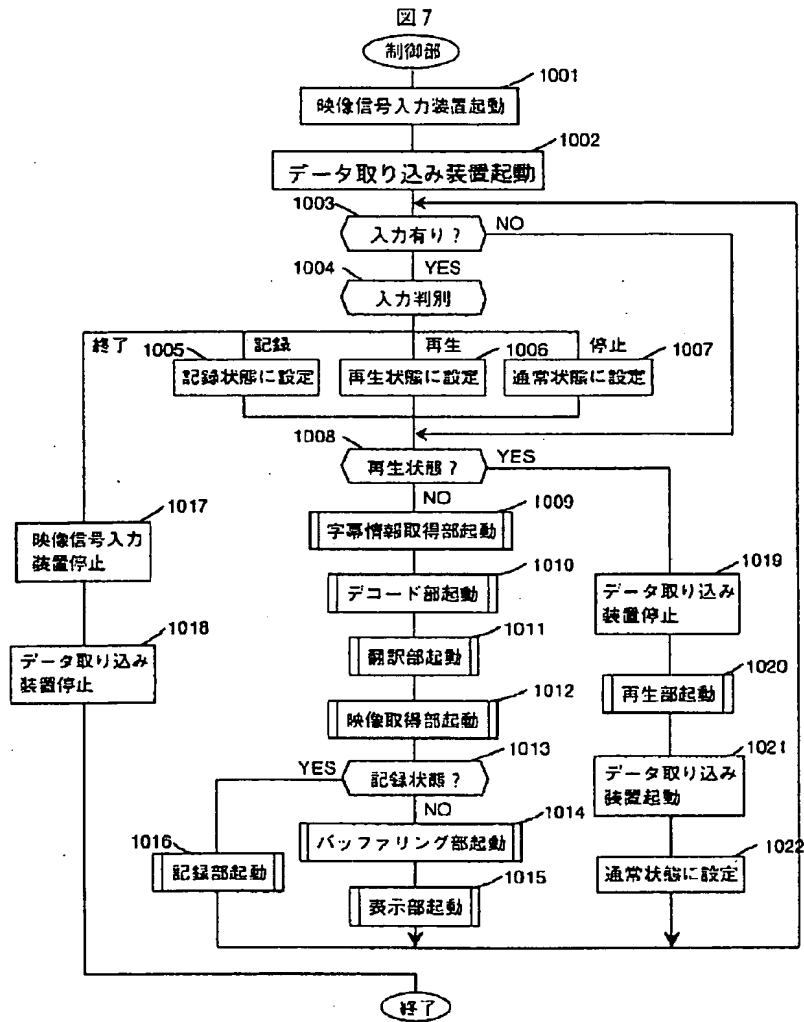 図7
制御部
1001
映像信号入力装置起動
1002
データ取り込み装置起動
1003
入力有り?
NO
YES
1004
入力判別
終了
1005
記録
再生
1006
停止
1007
記録状態に設定
再生状態に設定
通常状態に設定
1008
再生状態?
YES
NO
1009
字幕情報取得部起動
1010
デコード部起動
1011
翻訳部起動
1012
映像取得部起動
1013
記録状態?
YES
NO
1014
バッファリング部起動
1015
表示部起動
1016
記録部起動
1017
映像信号入力
装置停止
1018
データ取り込み
装置停止
1019
データ取り込み
装置停止
1020
再生部起動
1021
データ取り込み
装置起動
1022
通常状態に設定
終了